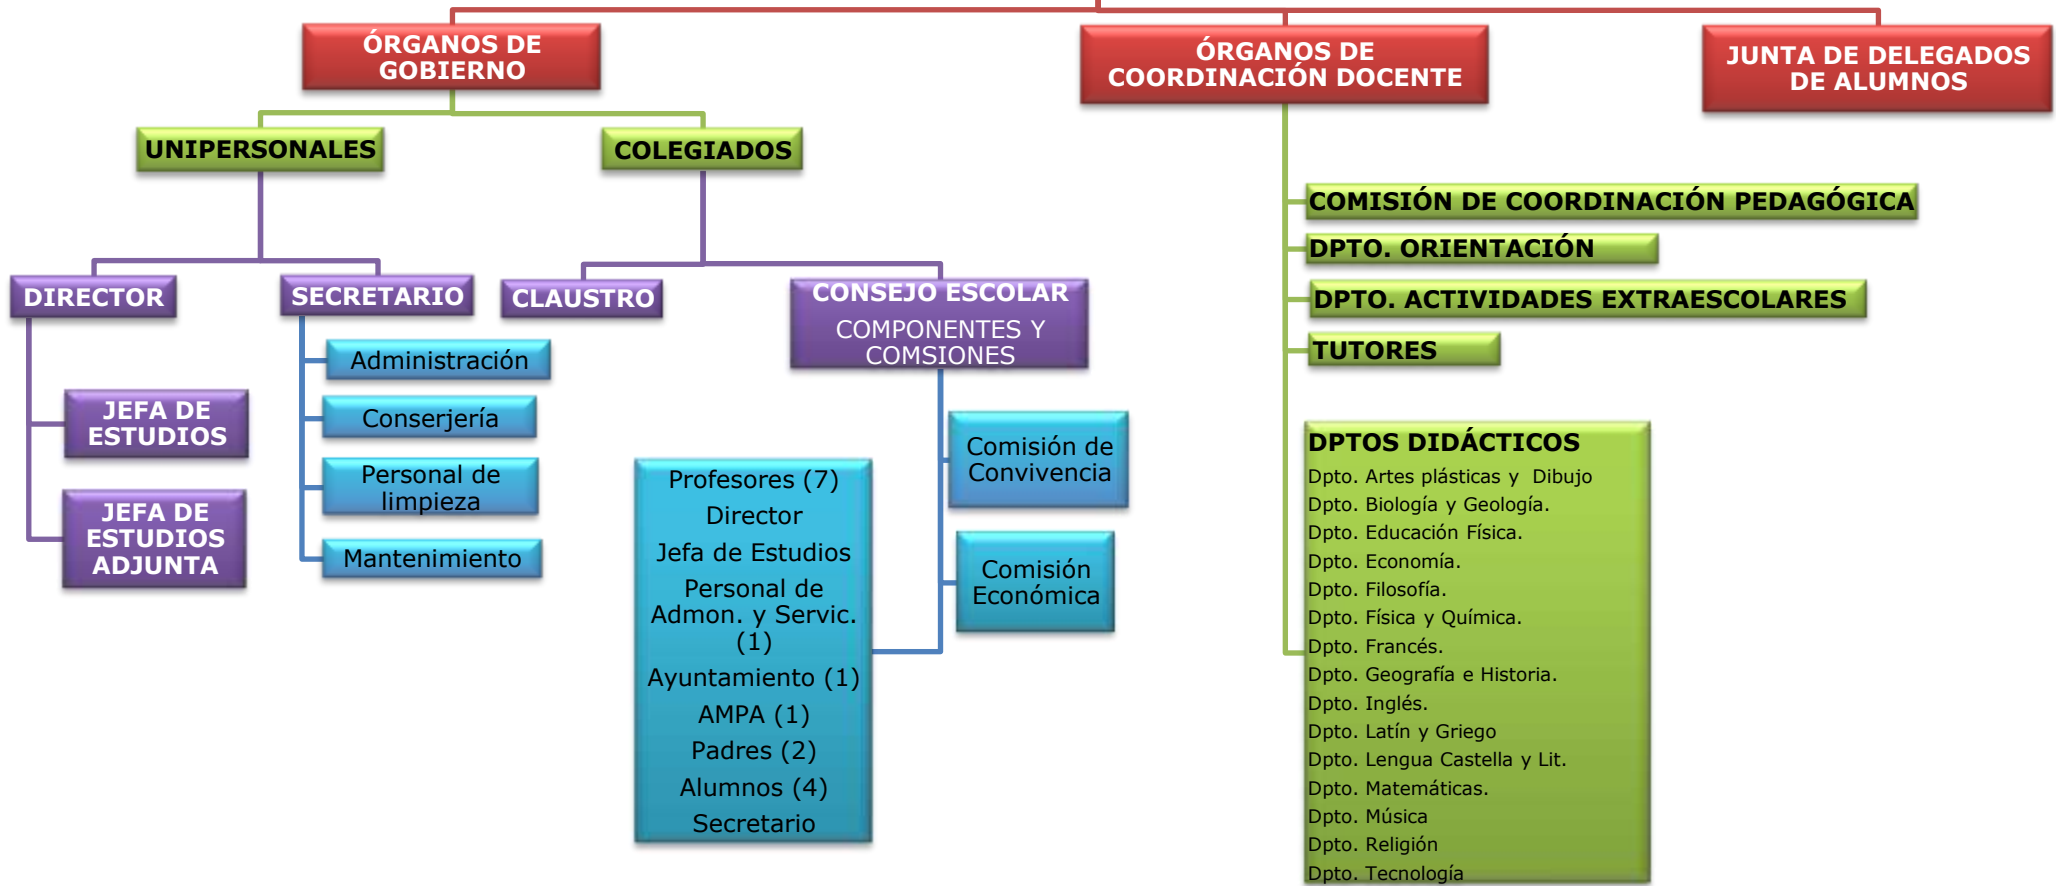 ÓRGANOS DE
GOBIERNO
ÓRGANOS DE
COORDINACIÓN DOCENTE
JUNTA DE DELEGADOS
DE ALUMNOS
UNIPERSONALES
COLEGIADOS
DIRECTOR
SECRETARIO
CLAUSTRO
CONSEJO ESCOLAR
COMPONENTES Y
COMSIONES
JEFA DE
ESTUDIOS
JEFA DE
ESTUDIOS
ADJUNTA
Administración
Conserjería
Personal de
limpieza
Mantenimiento
Profesores (7)
Director
Jefa de Estudios
Personal de
Admon. y Servic.
(1)
Ayuntamiento (1)
AMPA (1)
Padres (2)
Alumnos (4)
Secretario
Comisión de
Convivencia
Comisión
Económica
COMISIÓN DE COORDINACIÓN PEDAGÓGICA
DPTO. ORIENTACIÓN
DPTO. ACTIVIDADES EXTRAESCOLARES
TUTORES
DPTOS DIDÁCTICOS
Dpto. Artes plásticas y Dibujo
Dpto. Biología y Geología.
Dpto. Educación Física.
Dpto. Economía.
Dpto. Filosofía.
Dpto. Física y Química.
Dpto. Francés.
Dpto. Geografía e Historia.
Dpto. Inglés.
Dpto. Latín y Griego
Dpto. Lengua Castella y Lit.
Dpto. Matemáticas.
Dpto. Música
Dpto. Religión
Dpto. Tecnología